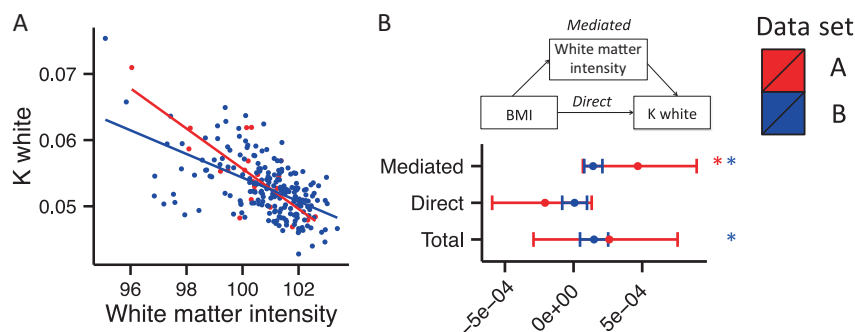 A
K white
0.07
0.06
0.05
96 98 100 102
White matter intensity
B
Mediated
White matter
intensity
BMI
Direct
K white
Mediated
Direct
Total
* *
*
-5e-04 0e+00 5e-04
Data set
A
B